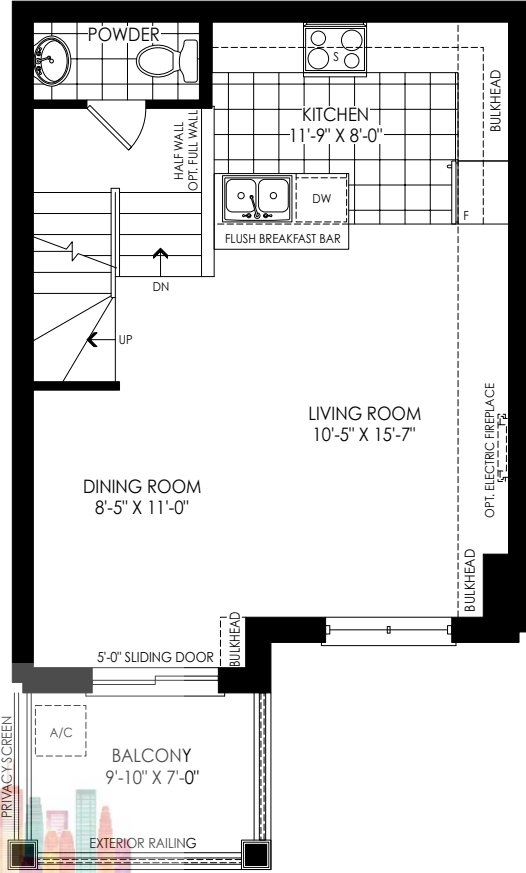 POWDER
S
BULKHEAD
KITCHEN
11'-9" X 8'-0"
HALF WALL
OPT. FULL WALL
DW
F
FLUSH BREAKFAST BAR
DN
UP
LIVING ROOM
10'-5" X 15'-7"
OPT. ELECTRIC FIREPLACE
DINING ROOM
8'-5" X 11'-0"
BULKHEAD
BULKHEAD
5'-0" SLIDING DOOR
PRIVACY SCREEN
A/C
BALCONY
9'-10" X 7'-0"
EXTERIOR RAILING